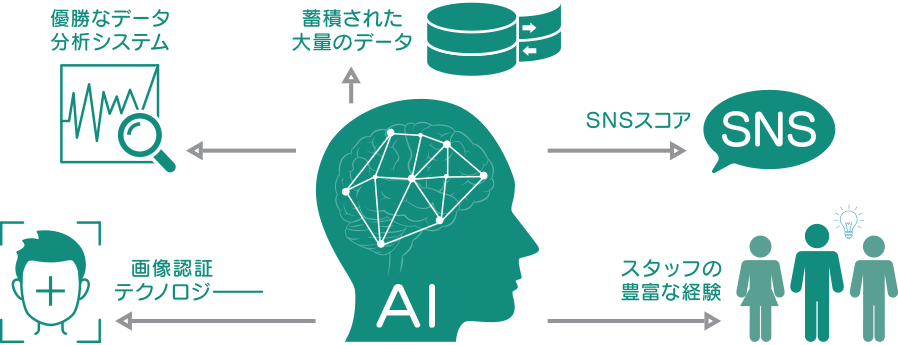 優勝なデータ
分析システム
蓄積された
大量のデータ
SNSスコア
SNS
画像認証
テクノロジー
AI
スタッフの
豊富な経験